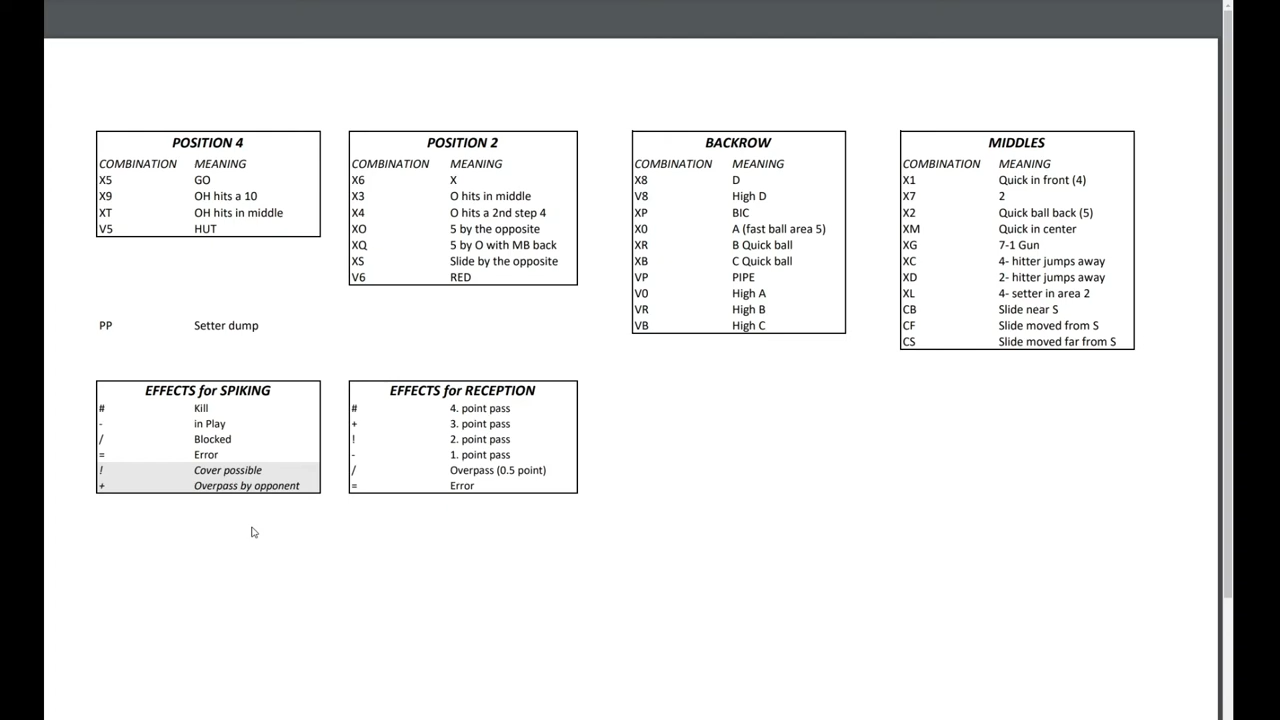 POSITION 4
COMBINATION MEANING
X5 GO
X9 OH hits a 10
XT OH hits in middle
V5 HUT
POSITION 2
COMBINATION MEANING
X6 X
X3 O hits in middle
X4 O hits a 2nd step 4
XO 5 by the opposite
XQ 5 by O with MB back
XS Slide by the opposite
V6 RED
BACKROW
COMBINATION MEANING
X8 D
V8 High D
XP BIC
X0 A (fast ball area 5)
XR B Quick ball
XB C Quick ball
VP PIPE
V0 High A
VR High B
VB High C
MIDDLES
COMBINATION MEANING
X1 Quick in front (4)
X7 2
X2 Quick ball back (5)
XM Quick in center
XG 7-1 Gun
XC 4- hitter jumps away
XD 2- hitter jumps away
XL 4- setter in area 2
CB Slide near S
CF Slide moved from S
CS Slide moved far from S
PP Setter dump
EFFECTS for SPIKING
# Kill
- in Play
/ Blocked
= Error
! Cover possible
+ Overpass by opponent
EFFECTS for RECEPTION
# 4. point pass
+ 3. point pass
! 2. point pass
- 1. point pass
/ Overpass (0.5 point)
= Error